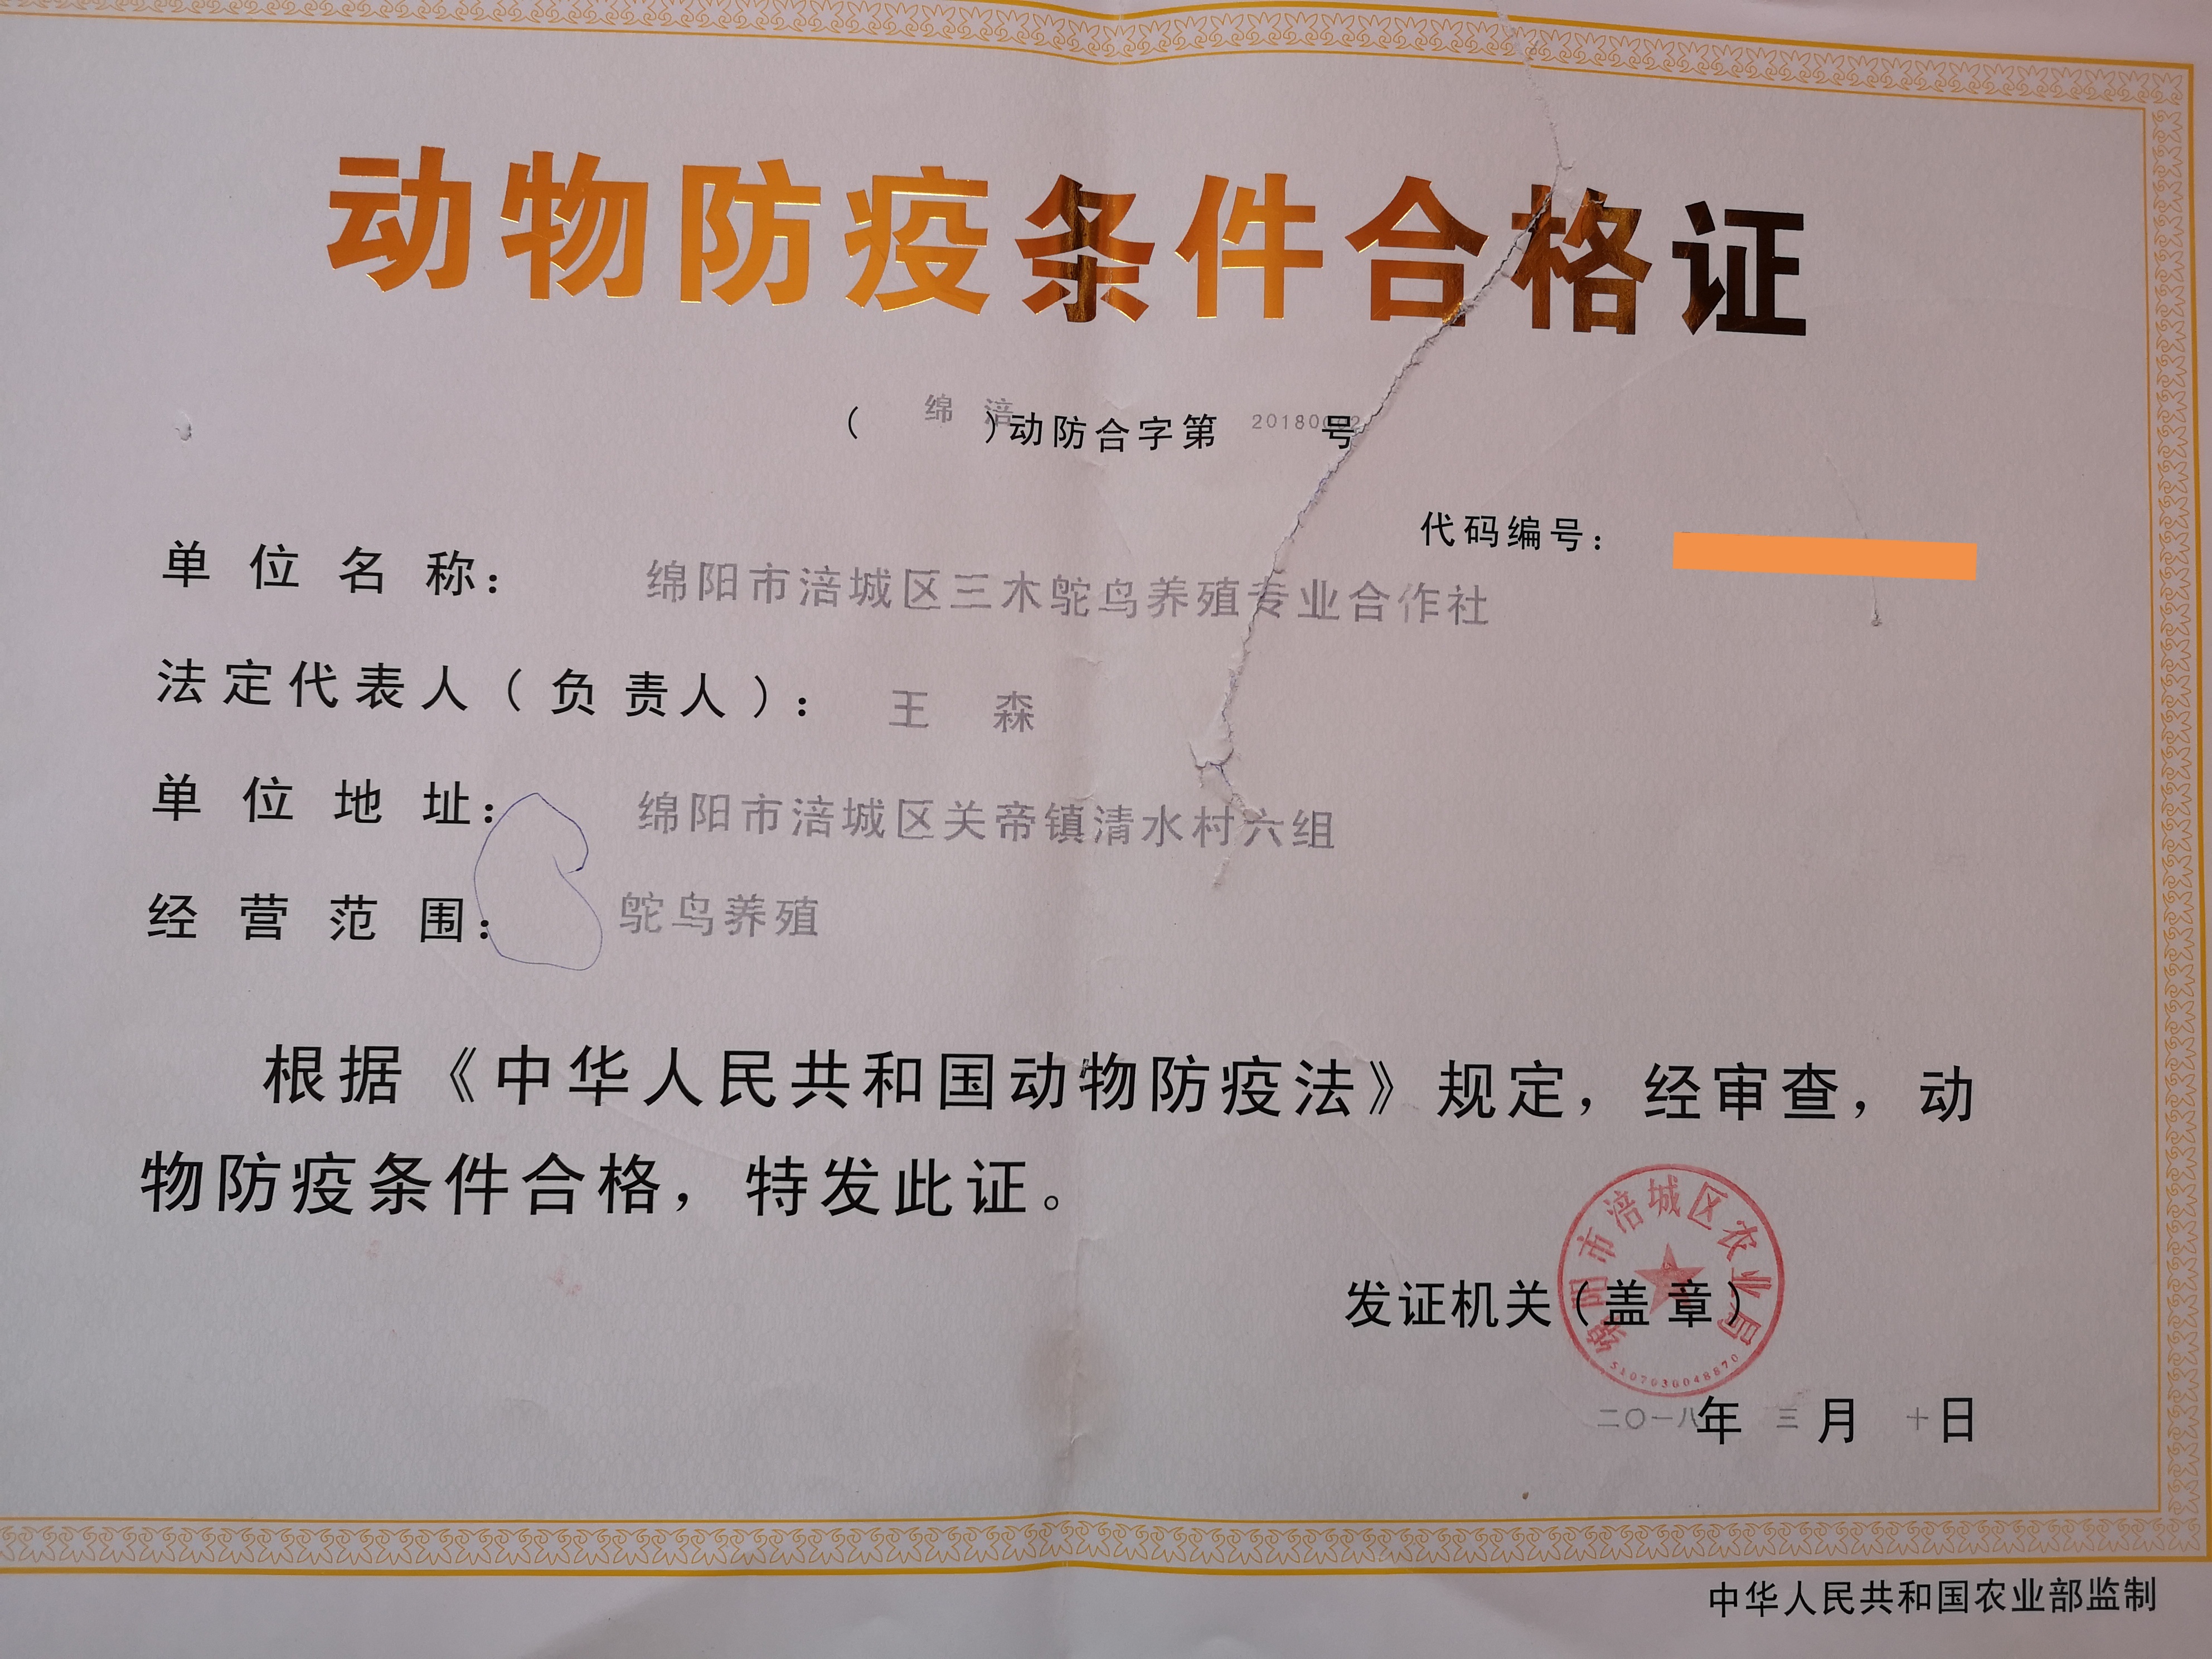 动物防疫条件合格证
（绵 涪）动防合字第 20180002 号
代码编号：
单位名称： 绵阳市涪城区三木鸵鸟养殖专业合作社
法定代表人（负责人）： 王 森
单位地址： 绵阳市涪城区关帝镇清水村六组
经营范围： 鸵鸟养殖
根据《中华人民共和国动物防疫法》规定，经审查，动
物防疫条件合格，特发此证。
绵阳市涪城区农业局
发证机关（盖章）
5107030048870
二〇一八年 三月 十日
中华人民共和国农业部监制